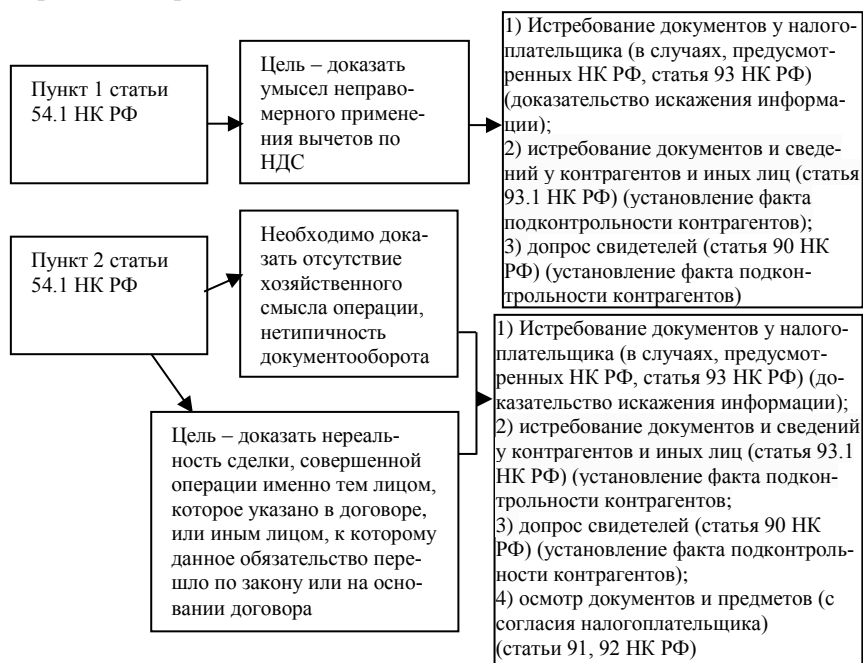 Пункт 1 статьи
54.1 НК РФ
Цель – доказать
умысел неправо-
мерного примене-
ния вычетов по
НДС
1) Истребование документов у налого-
плательщика (в случаях, предусмот-
ренных НК РФ, статья 93 НК РФ)
(доказательство искажения информа-
ции);
2) истребование документов и сведе-
ний у контрагентов и иных лиц (статья
93.1 НК РФ) (установление факта
подконтрольности контрагентов);
3) допрос свидетелей (статья 90 НК
РФ) (установление факта подкон-
трольности контрагентов)
Пункт 2 статьи
54.1 НК РФ
Необходимо дока-
зать отсутствие
хозяйственного
смысла операции,
нетипичность
документооборота
Цель – доказать нереаль-
ность сделки, совершенной
операции именно тем лицом,
которое указано в договоре,
или иным лицом, к которому
данное обязательство пере-
шло по закону или на осно-
вании договора
1) Истребование документов у налого-
плательщика (в случаях, предусмот-
ренных НК РФ, статья 93 НК РФ) (до-
казательство искажения информации);
2) истребование документов и сведений
у контрагентов и иных лиц (статья 93.1
НК РФ) (установление факта подкон-
трольности контрагентов;
3) допрос свидетелей (статья 90 НК
РФ) (установление факта подконтроль-
ности контрагентов);
4) осмотр документов и предметов (с
согласия налогоплательщика)
(статьи 91, 92 НК РФ)